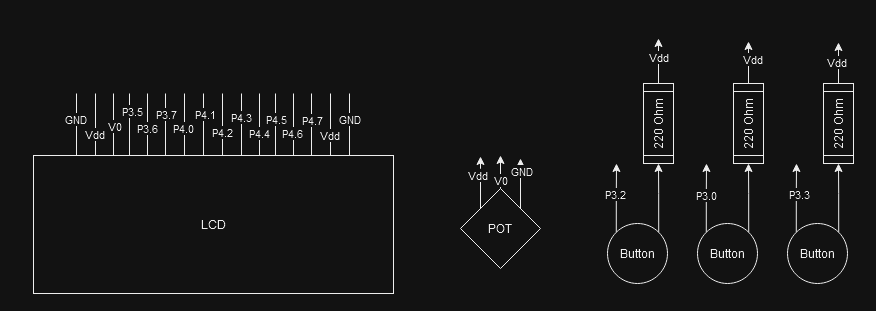 GND
Vdd
V0
P3.5
P3.6
P3.7
P4.0
P4.1
P4.2
P4.3
P4.4
P4.5
P4.6
P4.7
Vdd
GND
LCD
Vdd
V0
GND
POT
Vdd
220 Ohm
P3.2
Button
Vdd
220 Ohm
P3.0
Button
Vdd
220 Ohm
P3.3
Button